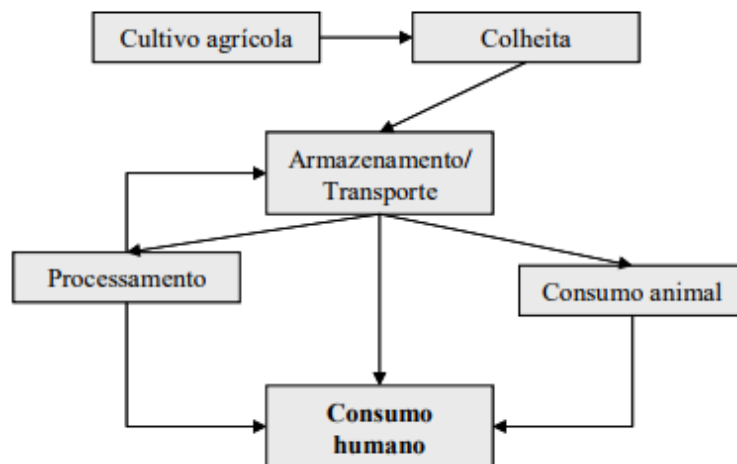 Cultivo agrícola
Colheita
Armazenamento/
Transporte
Processamento
Consumo animal
Consumo
humano